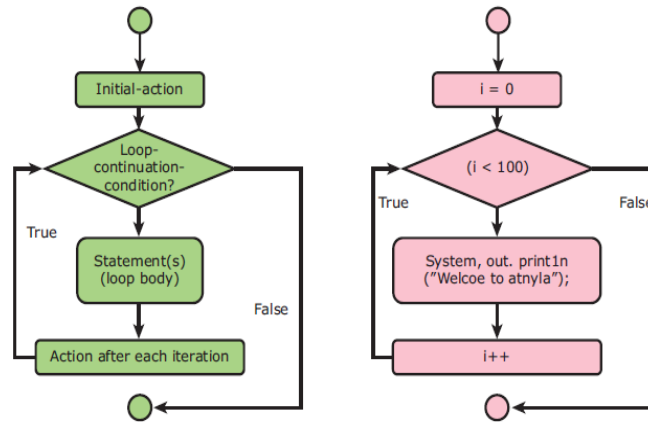 Initial-action
Loop-
continuation-
condition?
True
Statement(s)
(loop body)
False
Action after each iteration
i = 0
(i < 100)
True
False
System, out. print1n
("Welcoe to atnyla");
i++